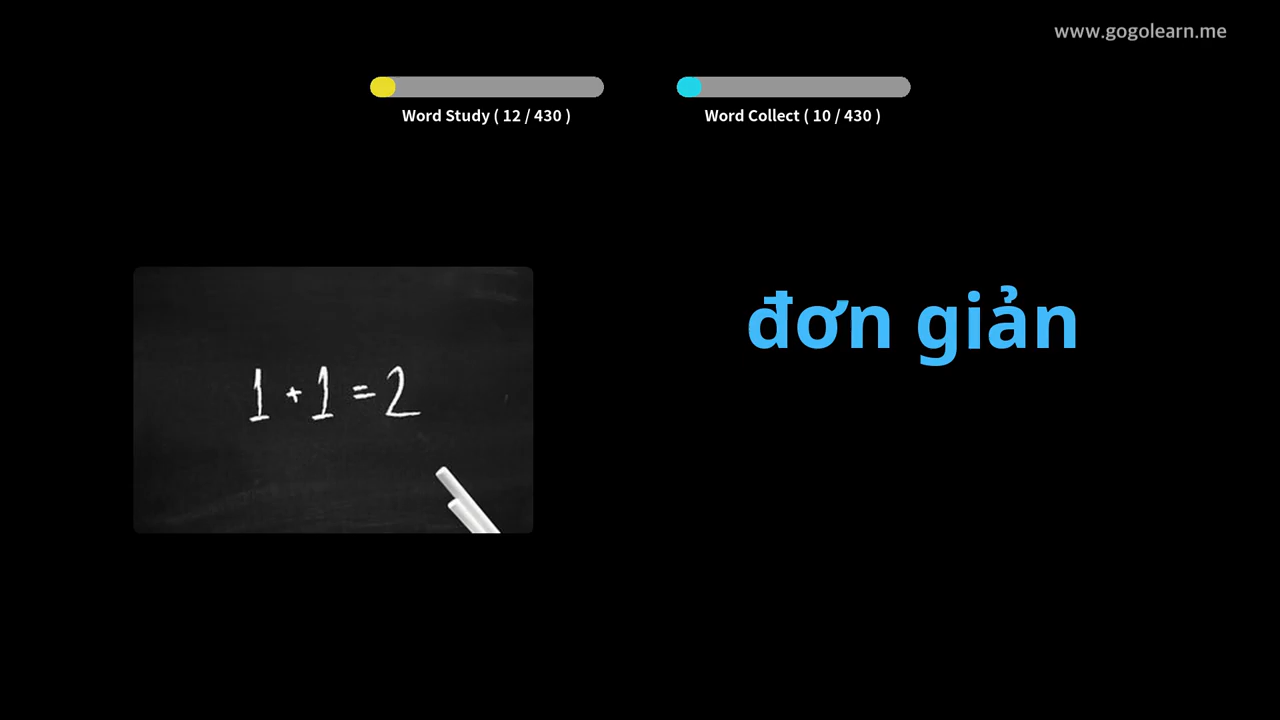 www.gogolearn.me
Word Study ( 12 / 430 )
Word Collect ( 10 / 430 )
đơn giản
1 + 1 = 2